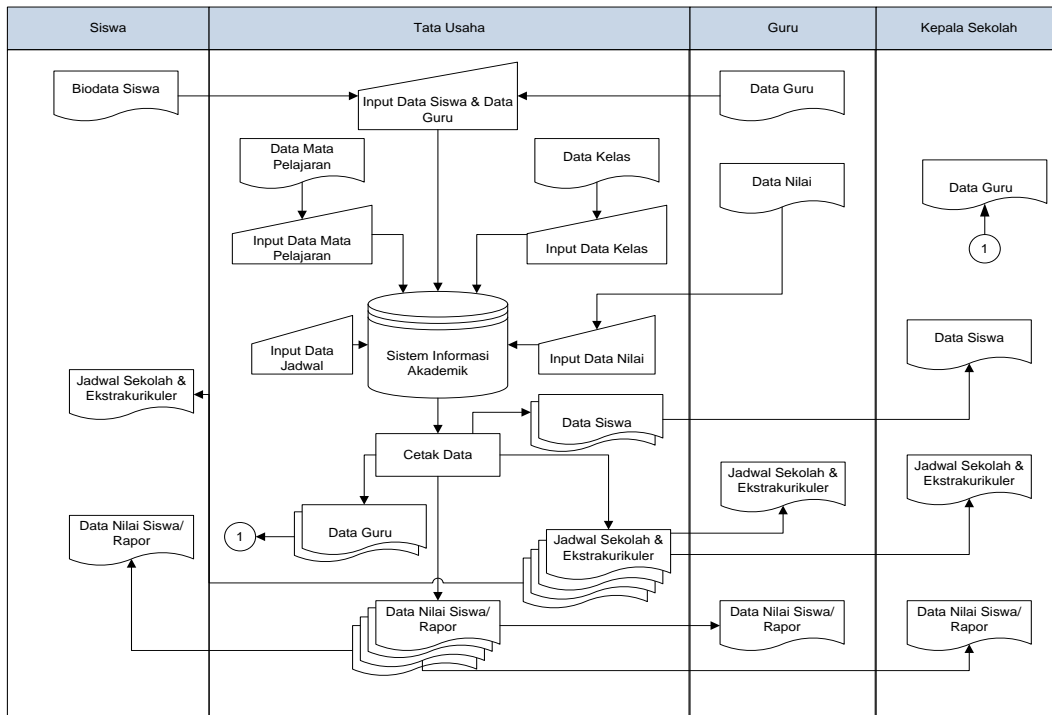 Siswa
Tata Usaha
Guru
Kepala Sekolah
Biodata Siswa
Input Data Siswa & Data
Guru
Data Guru
Data Mata
Pelajaran
Data Kelas
Data Nilai
Data Guru
Input Data Mata
Pelajaran
Input Data Kelas
1
Input Data
Jadwal
Sistem Informasi
Akademik
Input Data Nilai
Data Siswa
Jadwal Sekolah &
Ekstrakurikuler
Data Siswa
Cetak Data
Jadwal Sekolah &
Ekstrakurikuler
Jadwal Sekolah &
Ekstrakurikuler
Data Nilai Siswa/
Rapor
1
Data Guru
Jadwal Sekolah &
Ekstrakurikuler
Data Nilai Siswa/
Rapor
Data Nilai Siswa/
Rapor
Data Nilai Siswa/
Rapor